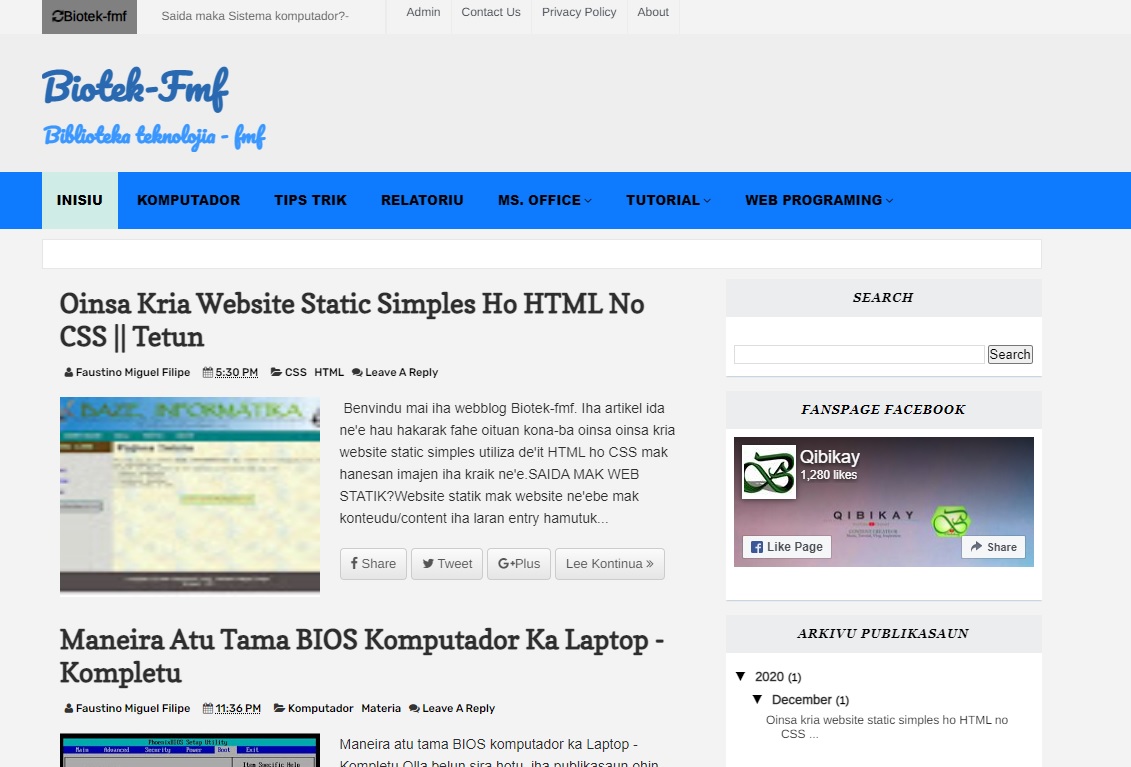 Biotek-fmf
Saida maka Sistema komputador?-
Admin
Contact Us
Privacy Policy
About
Biotek-Fmf
Biblioteka teknolojia - fmf
INISIU
KOMPUTADOR
TIPS TRIK
RELATORIU
MS. OFFICE
TUTORIAL
WEB PROGRAMING
Oinsa Kria Website Static Simples Ho HTML No
CSS || Tetun
Faustino Miguel Filipe 5:30 PM CSS HTML Leave A Reply
BAZE INFORMATIKA
Benvindu mai iha webblog Biotek-fmf. Iha artikel ida
ne'e hau hakarak fahe oituan kona-ba oinsa oinsa kria
website static simples utiliza de'it HTML ho CSS mak
hanesan imajen iha kraik ne'e.SAIDA MAK WEB
STATIK?Website statik mak website ne'ebe mak
konteudu/content iha laran entry hamutuk...
Share
Tweet
G+Plus
Lee Kontinua »
Maneira Atu Tama BIOS Komputador Ka Laptop -
Kompletu
Faustino Miguel Filipe 11:36 PM Komputador Materia Leave A Reply
PhoenixBIOS Setup Utility
Main Advanced Security Power Boot Exit
Item Specific Help
Maneira atu tama BIOS komputador ka Laptop -
Kompletu Olla belun sira hotu, iha publikasaun ohin
SEARCH
Search
FANSPAGE FACEBOOK
Qibikay
1,280 likes
QIBIKAY
Like Page
Share
ARKIVU PUBLIKASAUN
▼ 2020 (1)
▼ December (1)
Oinsa kria website static simples ho HTML no
CSS ...